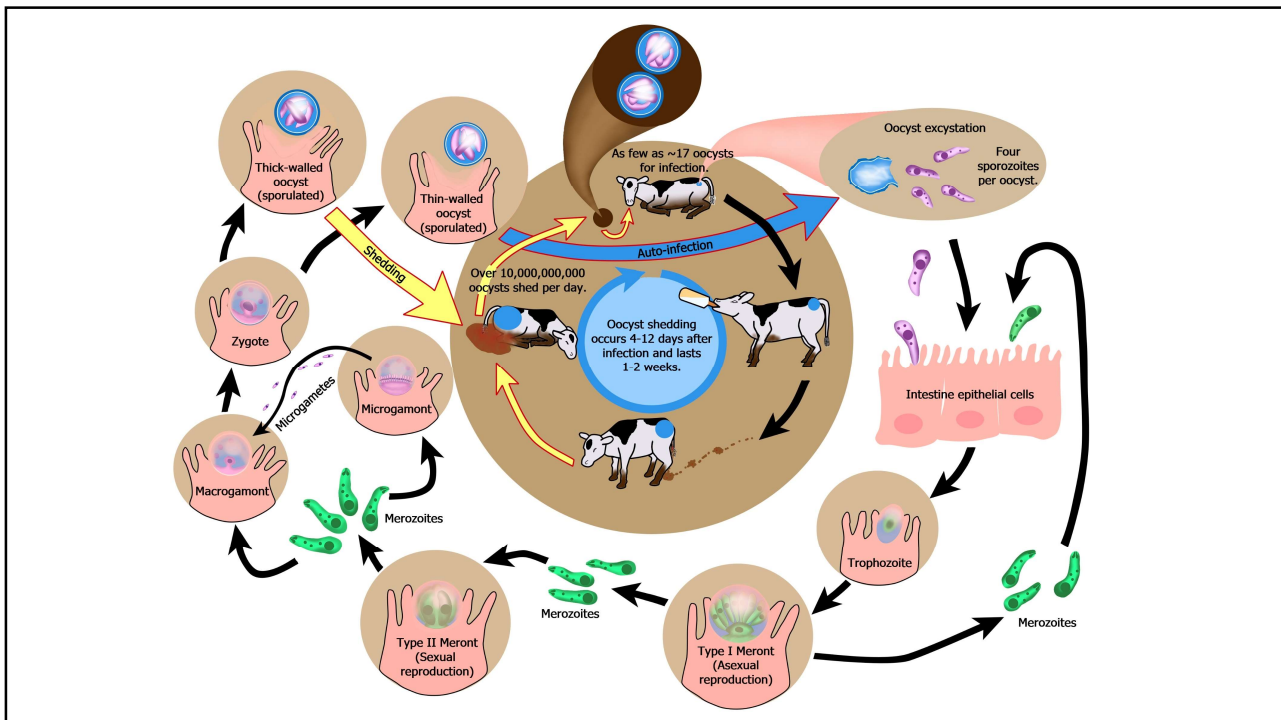 Thick-walled
oocyst
(sporulated)
Thin-walled
oocyst
(sporulated)
As few as ~17 oocysts
for infection.
Oocyst excystation
Four
sporozoites
per oocyst.
Shedding
Auto-infection
Over 10,000,000,000
oocysts shed per day.
Oocyst shedding
occurs 4-12 days after
infection and lasts
1-2 weeks.
Zygote
Microgametes
Microgamont
Macrogamont
Intestine epithelial cells
Merozoites
Trophozoite
Merozoites
Merozoites
Type II Meront
(Sexual
reproduction)
Type I Meront
(Asexual
reproduction)